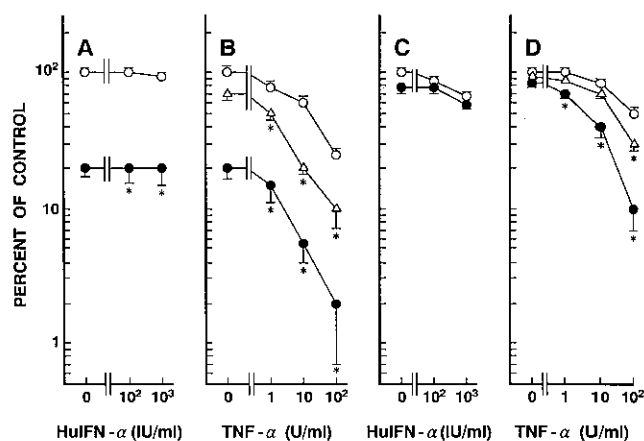 A B C D
PERCENT OF CONTROL
10²
10
1
0 10² 10³ 0 1 10 10² 0 10² 10³ 0 1 10 10²
HuIFN-α (IU/ml) TNF-α (U/ml) HuIFN-α (IU/ml) TNF-α (U/ml)
* * * * * * * * * * * *